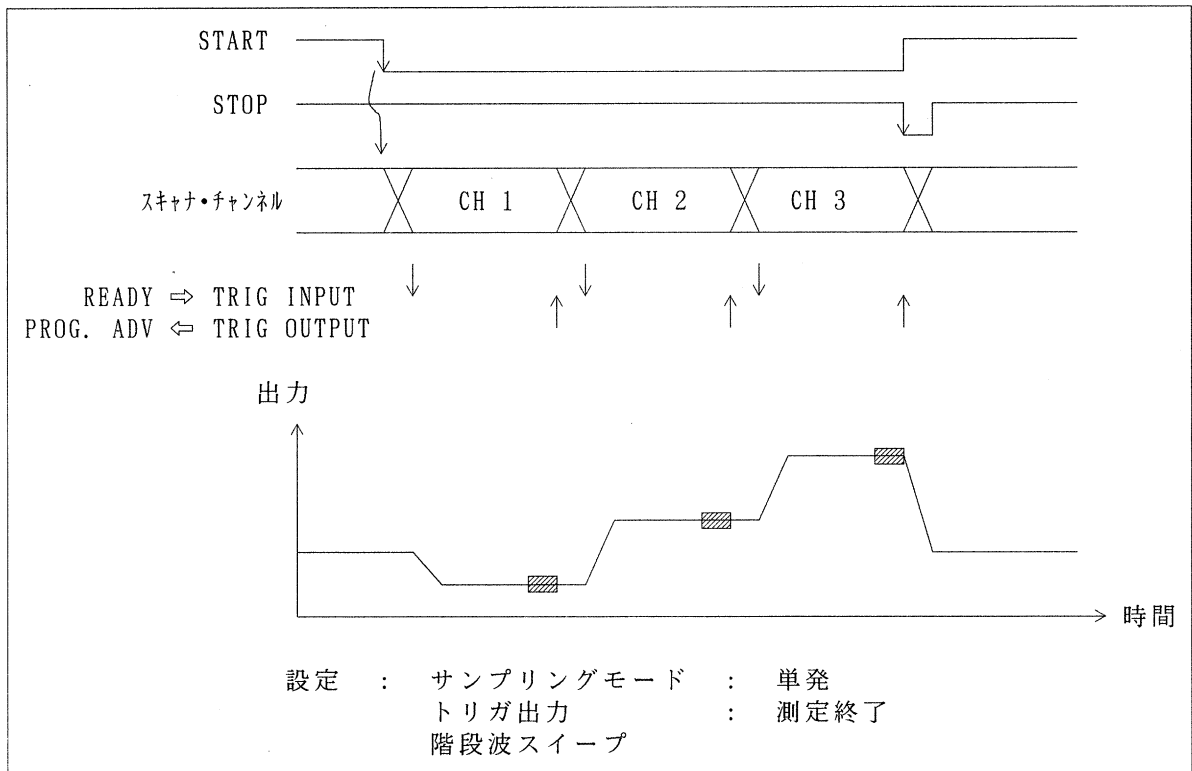 START
STOP
スキャナ・チャンネル CH 1 CH 2 CH 3
READY ⇨ TRIG INPUT
PROG. ADV ⇦ TRIG OUTPUT
出力
時間
設定 : サンプリングモード : 単発
トリガ出力 : 測定終了
階段波スイープ